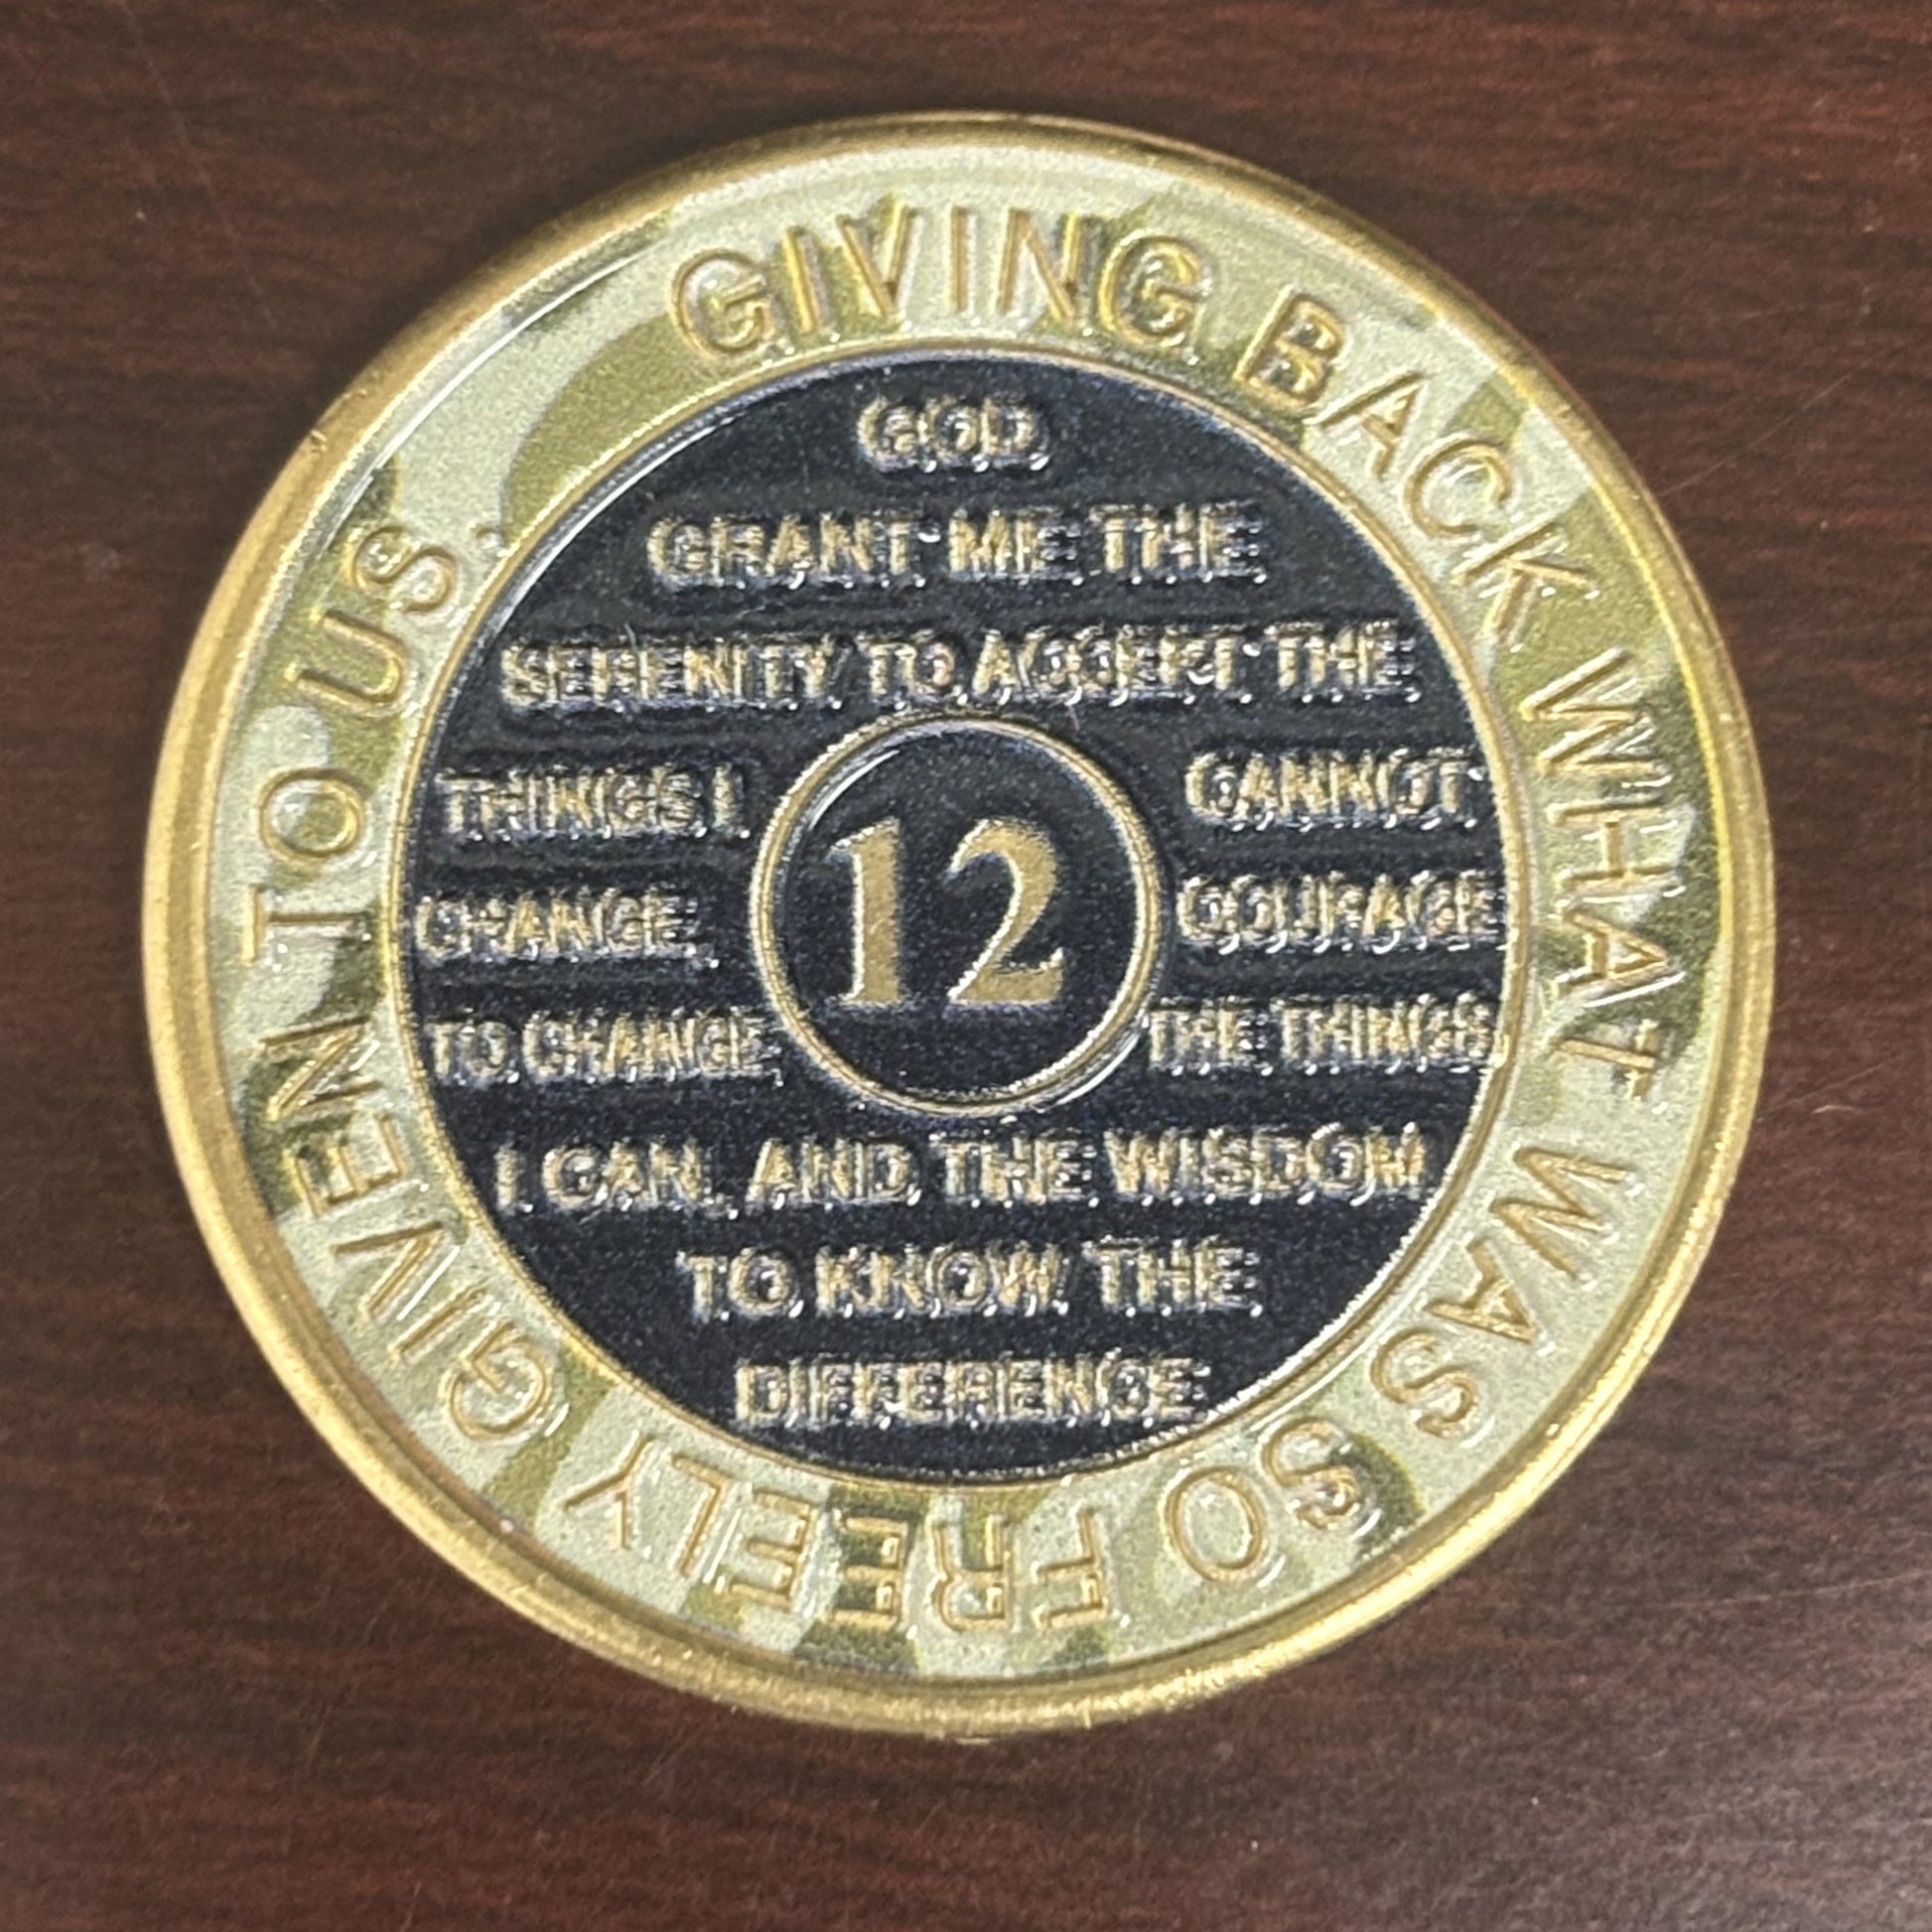 GIVING BACK WHAT WAS SO FREELY GIVEN TO US.
GOD,
GRANT ME THE
SERENITY TO ACCEPT THE
THINGS I CANNOT
CHANGE, COURAGE
TO CHANGE THE THINGS
I CAN, AND THE WISDOM
TO KNOW THE
DIFFERENCE
12